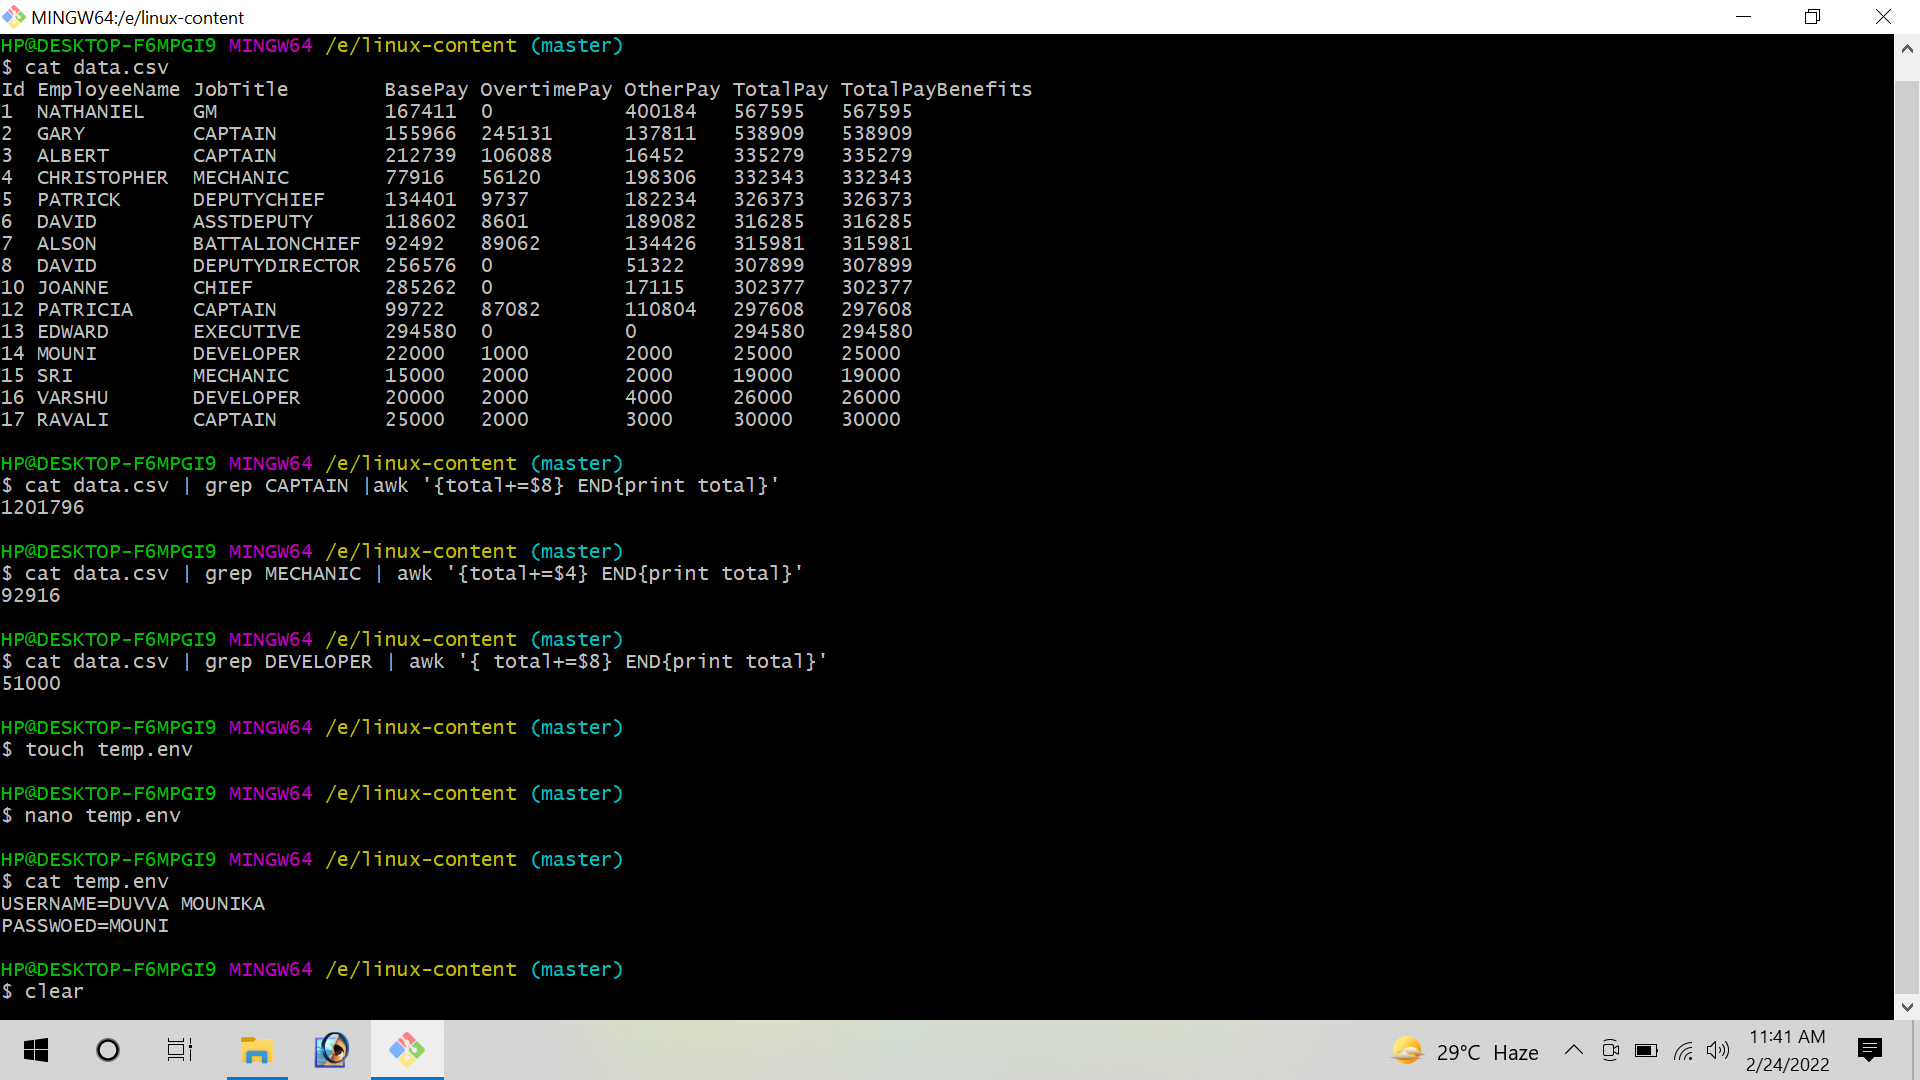 MINGW64:/e/linux-content
HP@DESKTOP-F6MPGI9 MINGW64 /e/linux-content (master)
$ cat data.csv
Id EmployeeName JobTitle        BasePay OvertimePay OtherPay TotalPay TotalPayBenefits
1  NATHANIEL    GM              167411  0           400184   567595   567595
2  GARY         CAPTAIN         155966  245131      137811   538909   538909
3  ALBERT       CAPTAIN         212739  106088      16452    335279   335279
4  CHRISTOPHER  MECHANIC        77916   56120       198306   332343   332343
5  PATRICK      DEPUTYCHIEF     134401  9737        182234   326373   326373
6  DAVID        ASSTDEPUTY      118602  8601        189082   316285   316285
7  ALSON        BATTALIONCHIEF  92492   89062       134426   315981   315981
8  DAVID        DEPUTYDIRECTOR  256576  0           51322    307899   307899
10 JOANNE       CHIEF           285262  0           17115    302377   302377
12 PATRICIA     CAPTAIN         99722   87082       110804   297608   297608
13 EDWARD       EXECUTIVE       294580  0           0        294580   294580
14 MOUNI        DEVELOPER       22000   1000        2000     25000    25000
15 SRI          MECHANIC        15000   2000        2000     19000    19000
16 VARSHU       DEVELOPER       20000   2000        4000     26000    26000
17 RAVALI       CAPTAIN         25000   2000        3000     30000    30000
HP@DESKTOP-F6MPGI9 MINGW64 /e/linux-content (master)
$ cat data.csv | grep CAPTAIN |awk '{total+=$8} END{print total}'
1201796
HP@DESKTOP-F6MPGI9 MINGW64 /e/linux-content (master)
$ cat data.csv | grep MECHANIC | awk '{total+=$4} END{print total}'
92916
HP@DESKTOP-F6MPGI9 MINGW64 /e/linux-content (master)
$ cat data.csv | grep DEVELOPER | awk '{ total+=$8} END{print total}'
51000
HP@DESKTOP-F6MPGI9 MINGW64 /e/linux-content (master)
$ touch temp.env
HP@DESKTOP-F6MPGI9 MINGW64 /e/linux-content (master)
$ nano temp.env
HP@DESKTOP-F6MPGI9 MINGW64 /e/linux-content (master)
$ cat temp.env
USERNAME=DUVVA MOUNIKA
PASSWOED=MOUNI
HP@DESKTOP-F6MPGI9 MINGW64 /e/linux-content (master)
$ clear
29°C Haze
11:41 AM
2/24/2022